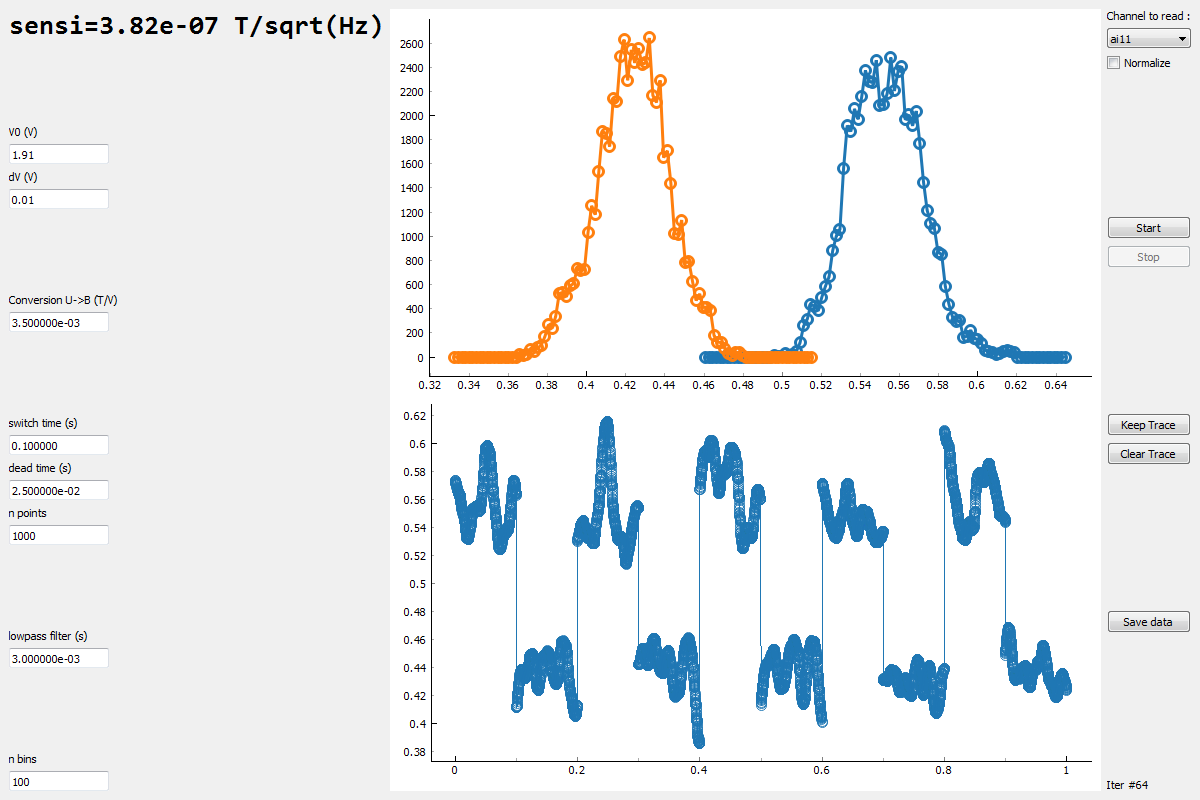 sensi=3.82e-07 T/sqrt(Hz)
V0 (V)
1.91
dV (V)
0.01
Conversion U->B (T/V)
3.500000e-03
switch time (s)
0.100000
dead time (s)
2.500000e-02
n points
1000
lowpass filter (s)
3.000000e-03
n bins
100
2600
2400
2200
2000
1800
1600
1400
1200
1000
800
600
400
200
0
0.32 0.34 0.36 0.38 0.4 0.42 0.44 0.46 0.48 0.5 0.52 0.54 0.56 0.58 0.6 0.62 0.64
0.62
0.6
0.58
0.56
0.54
0.52
0.5
0.48
0.46
0.44
0.42
0.4
0.38
0 0.2 0.4 0.6 0.8 1
Channel to read :
ai11
Normalize
Start
Stop
Keep Trace
Clear Trace
Save data
Iter #64